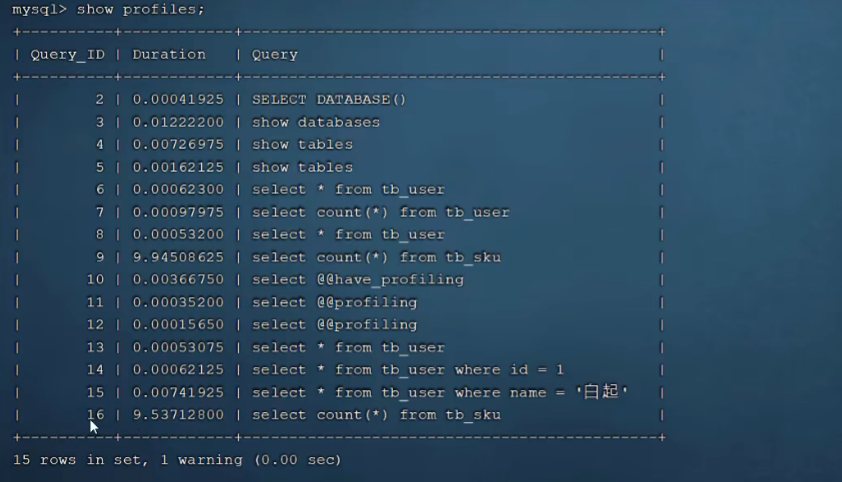 mysql> show profiles;
+----------+------------+---------------------------------------------+
| Query_ID | Duration | Query |
+----------+------------+---------------------------------------------+
| 2 | 0.00041925 | SELECT DATABASE() |
| 3 | 0.01222200 | show databases |
| 4 | 0.00726975 | show tables |
| 5 | 0.00162125 | show tables |
| 6 | 0.00062300 | select * from tb_user |
| 7 | 0.00097975 | select count(*) from tb_user |
| 8 | 0.00053200 | select * from tb_user |
| 9 | 9.94508625 | select count(*) from tb_sku |
| 10 | 0.00366750 | select @@have_profiling |
| 11 | 0.00035200 | select @@profiling |
| 12 | 0.00015650 | select @@profiling |
| 13 | 0.00053075 | select * from tb_user |
| 14 | 0.00062125 | select * from tb_user where id = 1 |
| 15 | 0.00741925 | select * from tb_user where name = '白起' |
| 16 | 9.53712800 | select count(*) from tb_sku |
+----------+------------+---------------------------------------------+
15 rows in set, 1 warning (0.00 sec)